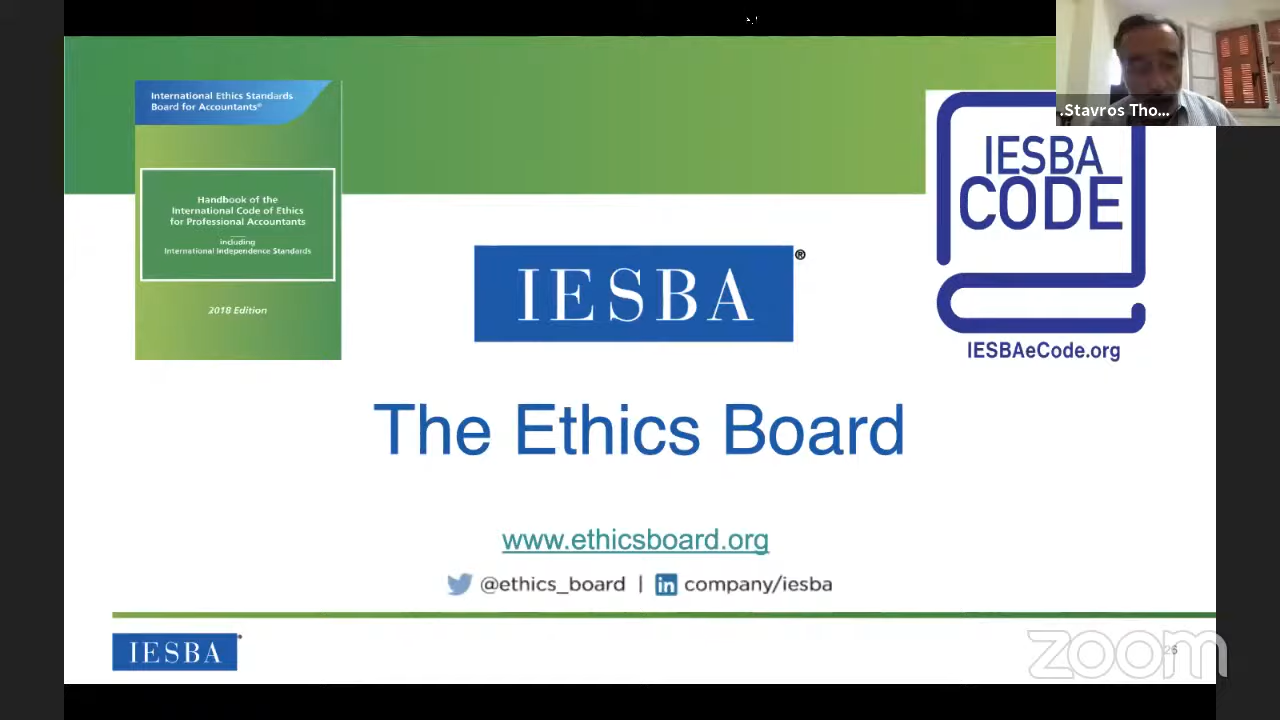 International Ethics Standards
Board for Accountants®
Handbook of the
International Code of Ethics
for Professional Accountants
including
International Independence Standards
2018 Edition
.Stavros Tho...
IESBA
CODE
IESBAeCode.org
IESBA®
The Ethics Board
www.ethicsboard.org
@ethics_board | in company/iesba
IESBA
zoom
26